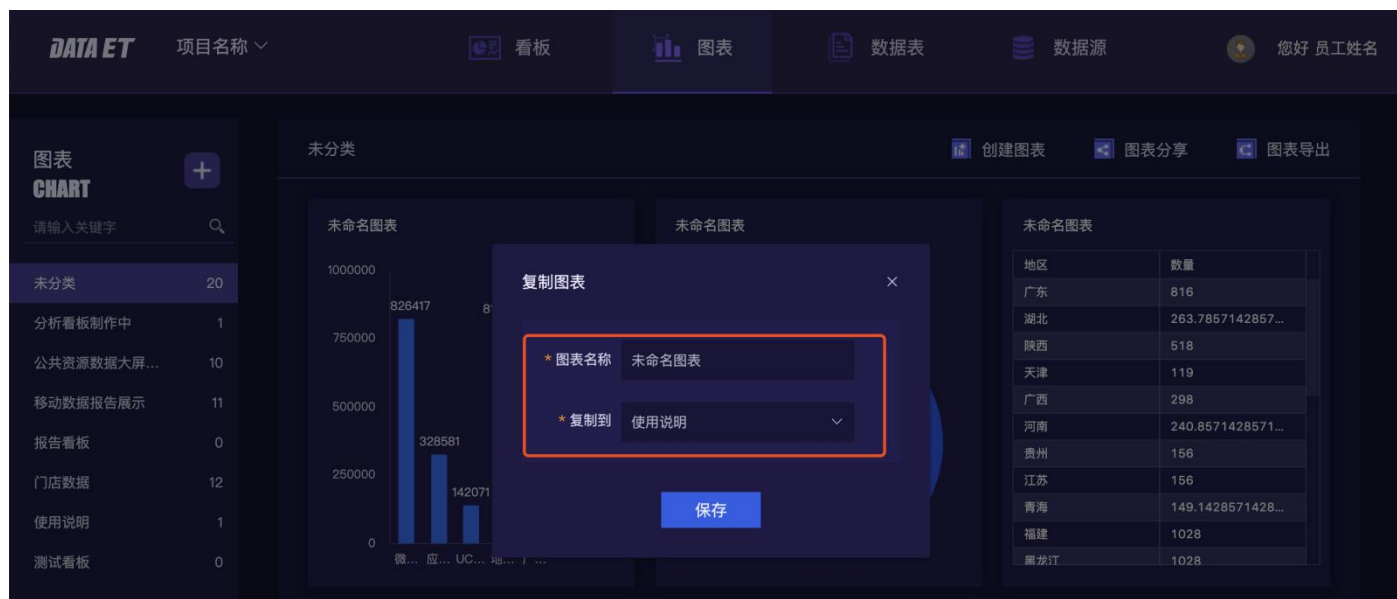 DATA ET 项目名称 看板 图表 数据表 数据源 您好 员工姓名
图表
CHART
请输入关键字
未分类 20
分析看板制作中 1
公共资源数据大屏... 10
移动数据报告展示 11
报告看板 0
门店数据 12
使用说明 1
测试看板 0
未分类 创建图表 图表分享 图表导出
未命名图表
1000000
750000
500000
250000
0
826417
328581
142071
微... 应... UC...
未命名图表
未命名图表
地区 数量
广东 816
湖北 263.7857142857...
陕西 518
天津 119
广西 298
河南 240.8571428571...
贵州 156
江苏 156
青海 149.1428571428...
福建 1028
黑龙江 1028
复制图表 ×
* 图表名称 未命名图表
* 复制到 使用说明
保存